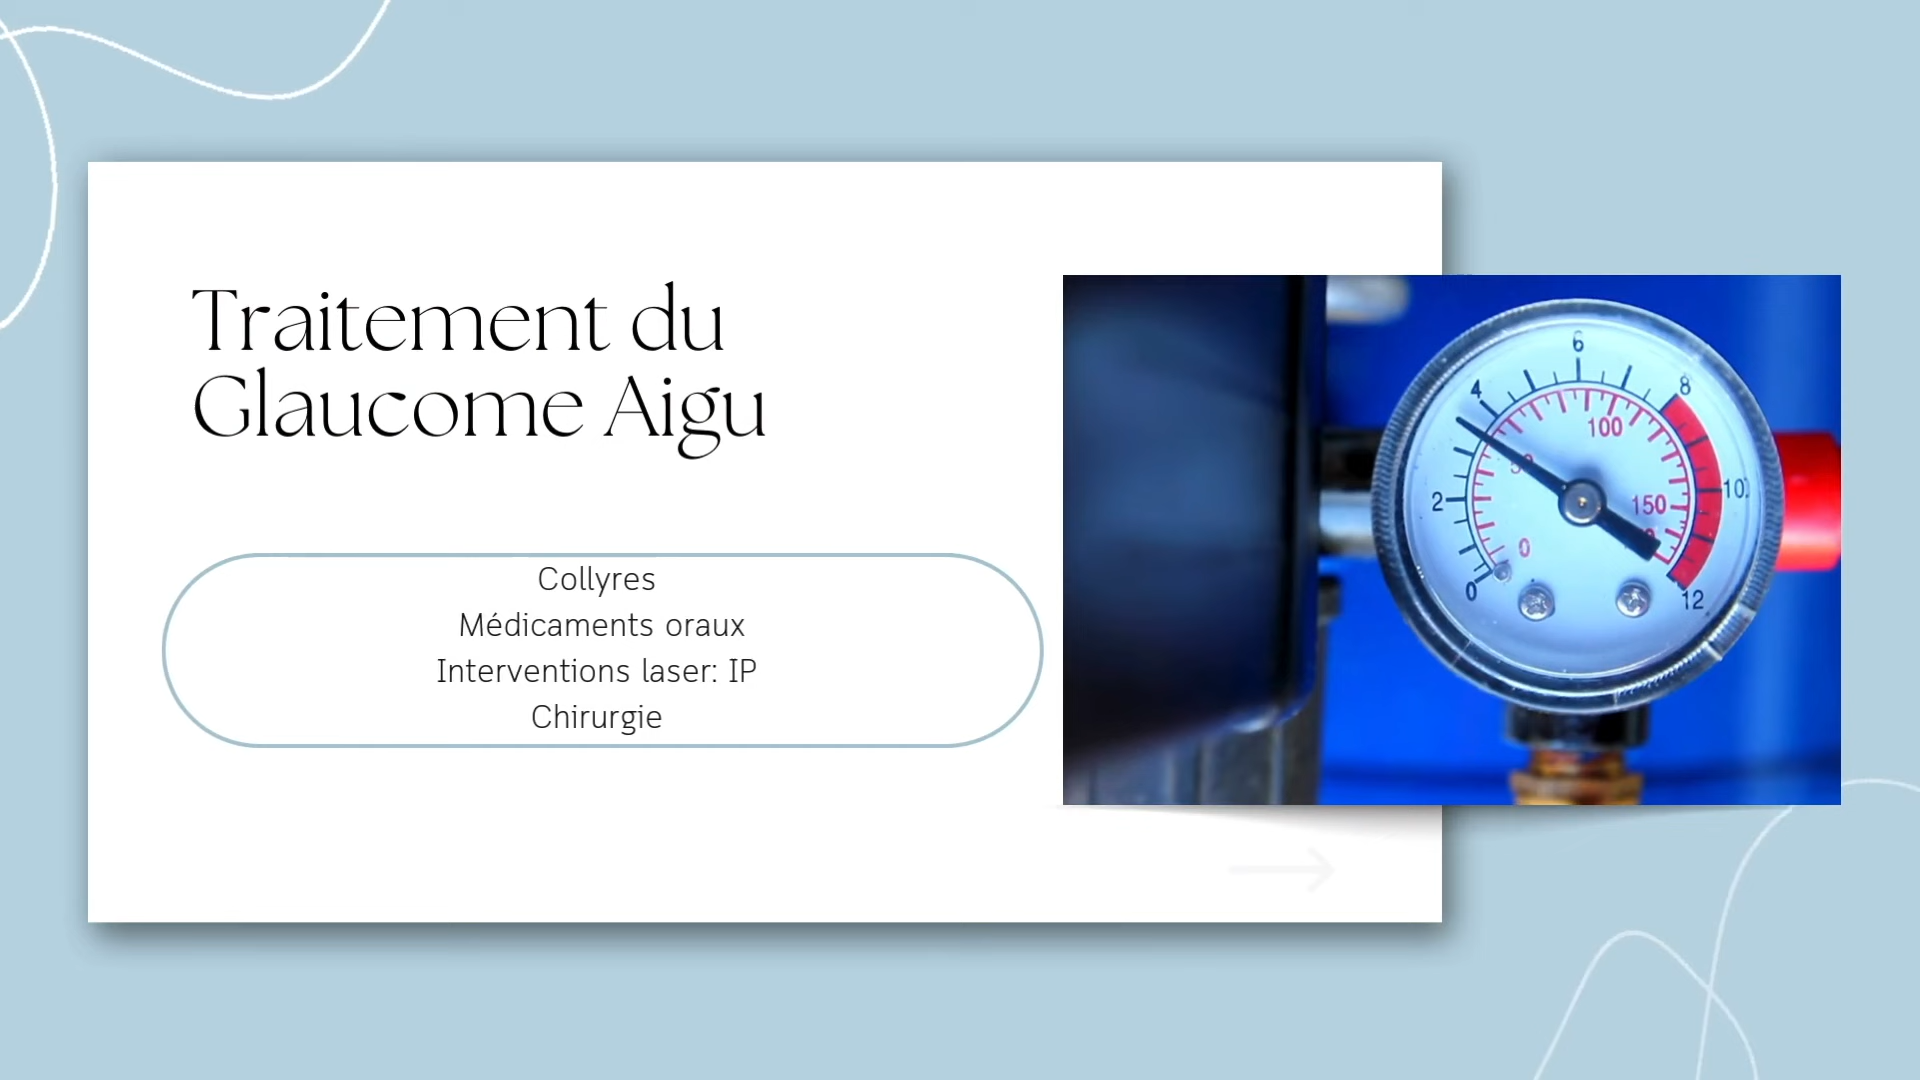 Traitement du
Glaucome Aigu
Collyres
Médicaments oraux
Interventions laser: IP
Chirurgie
6
4
8
100
50
2
150
10
0
0
12